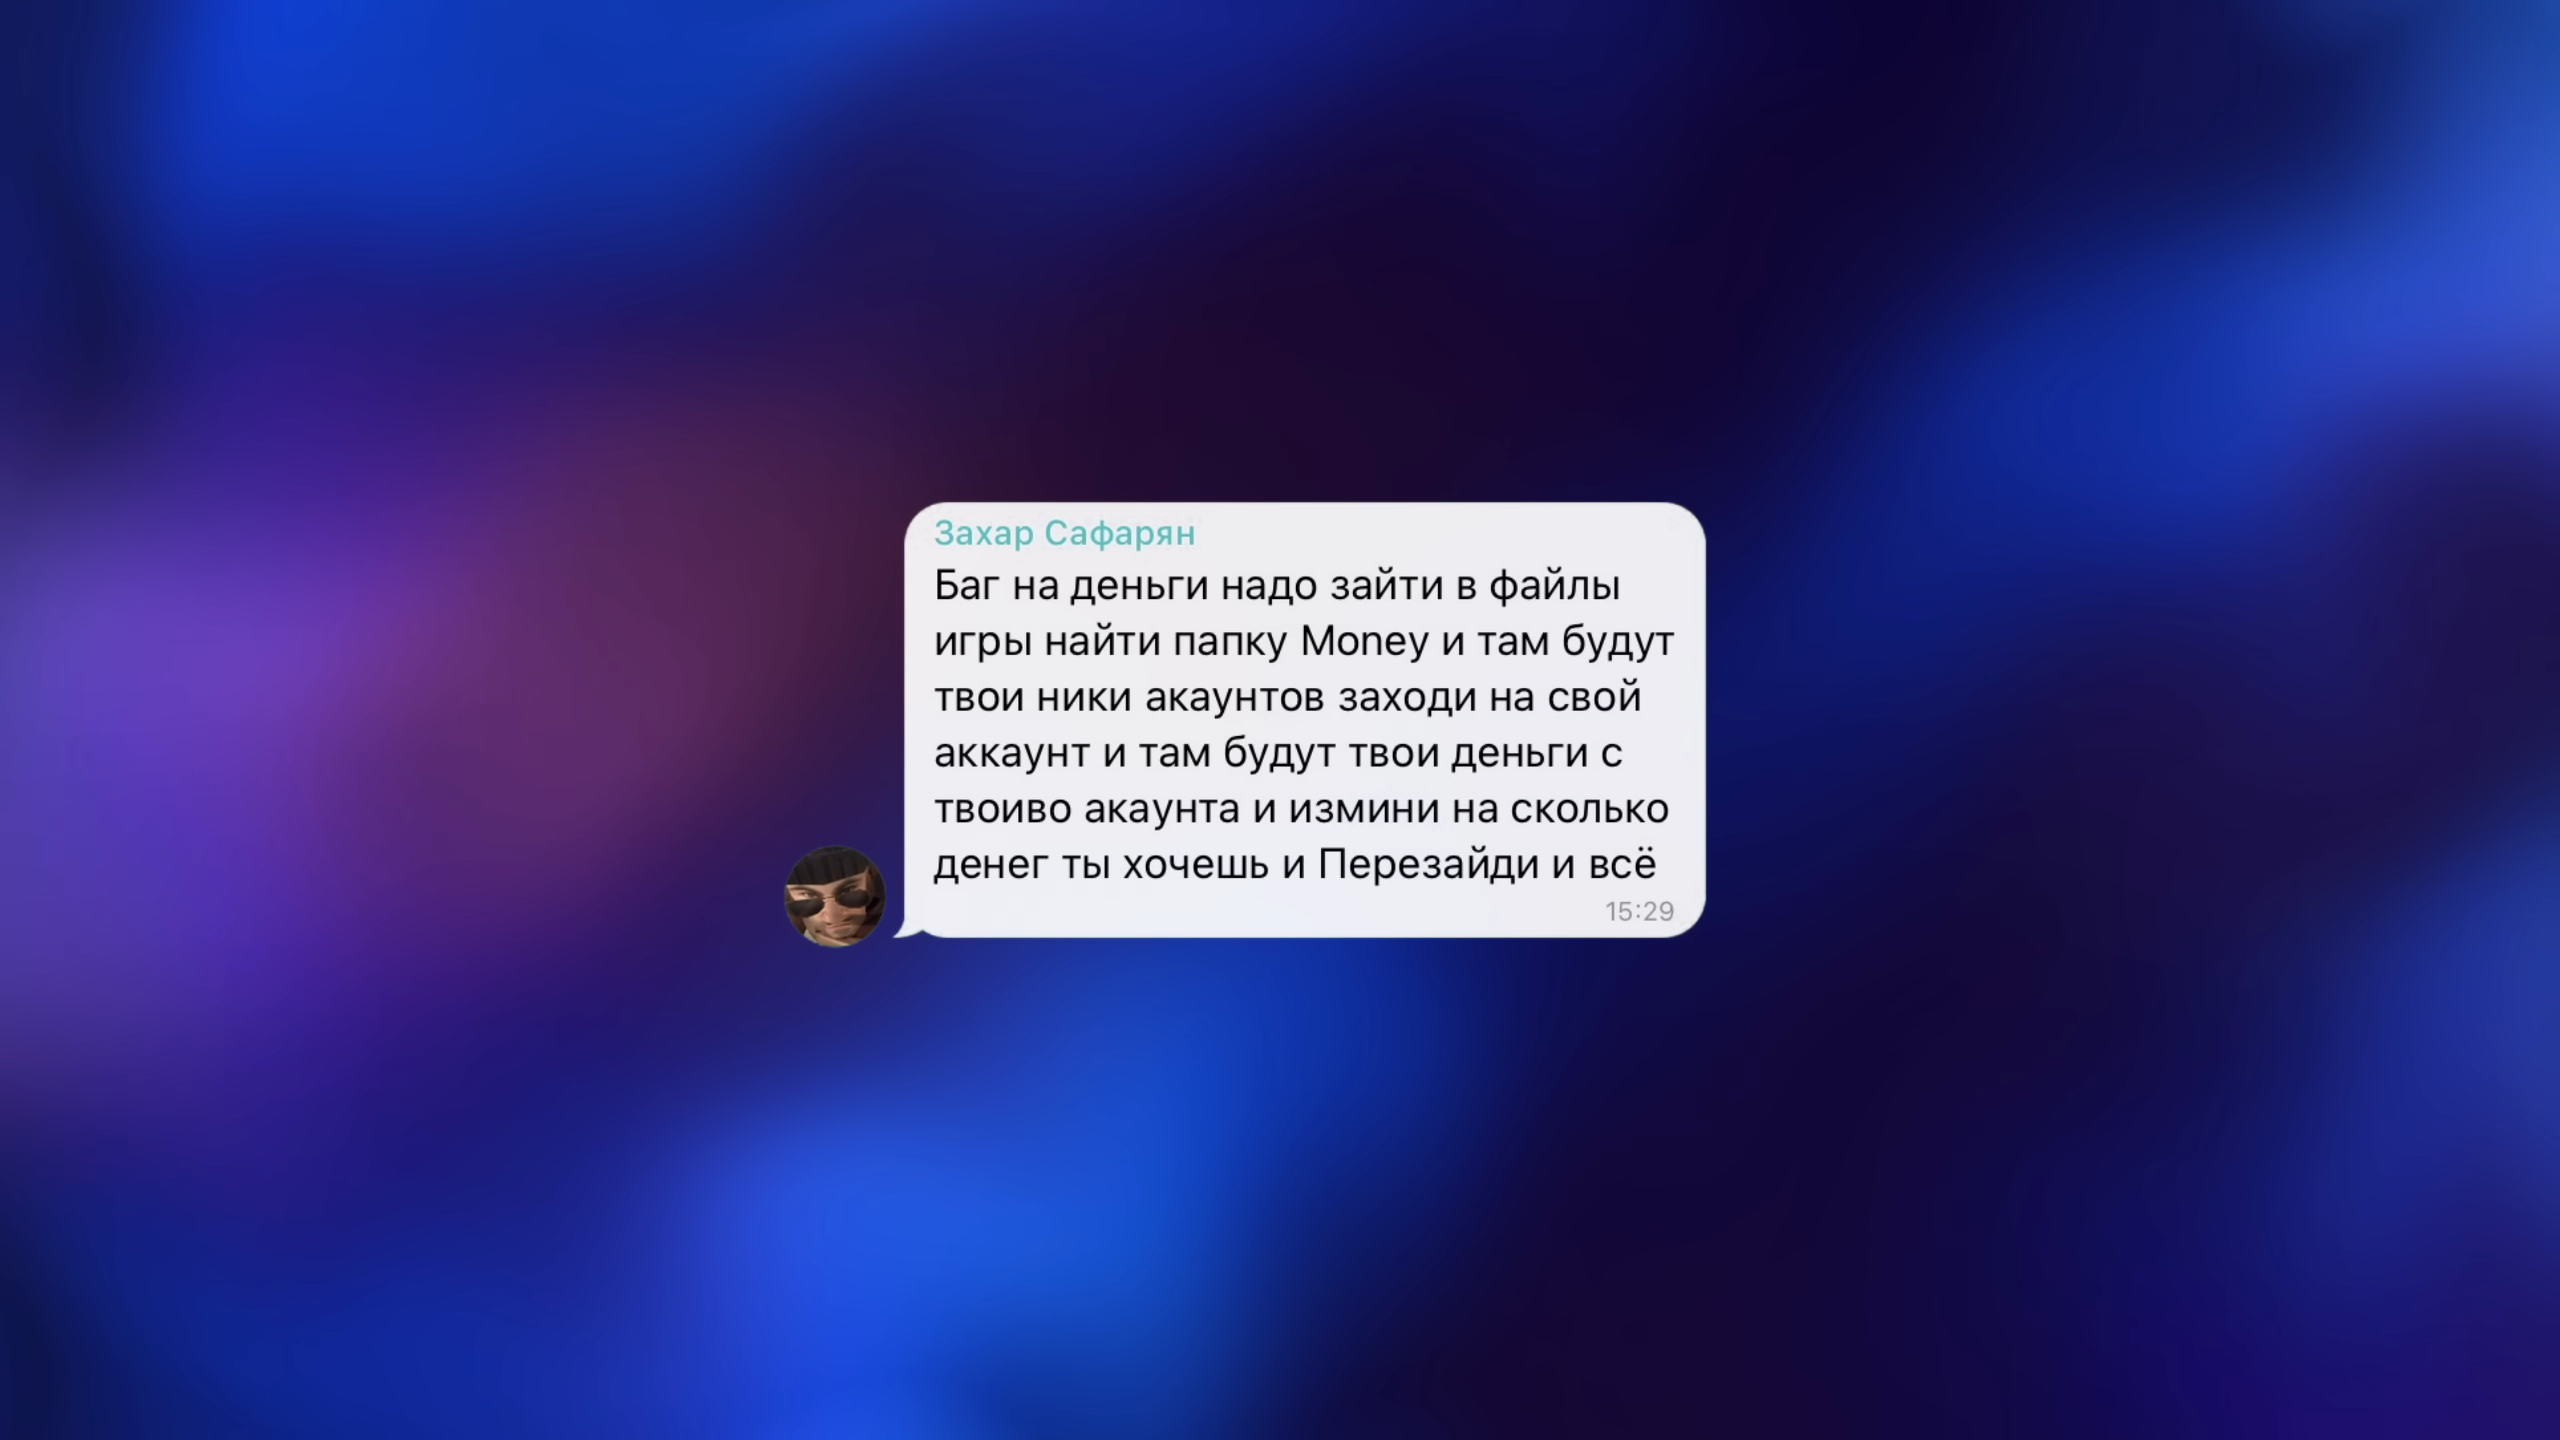 Захар Сафарян
Баг на деньги надо зайти в файлы
игры найти папку Money и там будут
твои ники акаунтов заходи на свой
аккаунт и там будут твои деньги с
твоиво акаунта и измини на сколько
денег ты хочешь и Перезайди и всё
15:29